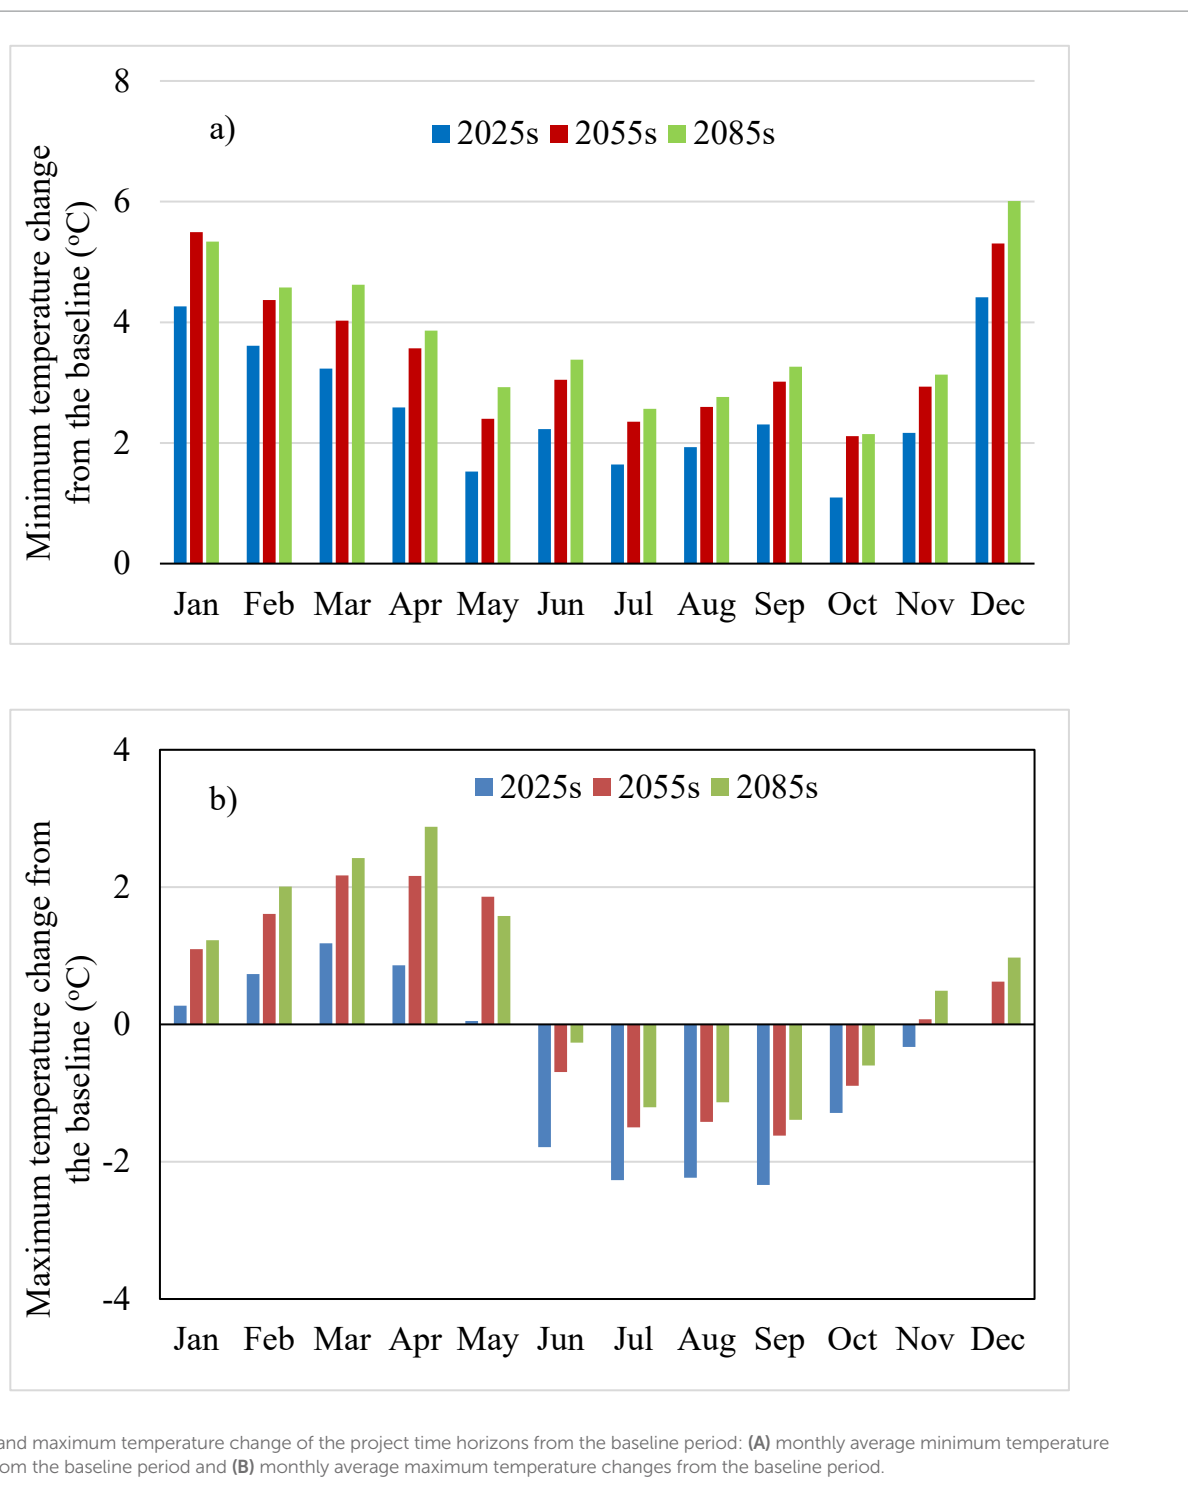 8
a)
2025s 2055s 2085s
6
4
2
0
Minimum temperature change
from the baseline (ºC)
Jan Feb Mar Apr May Jun Jul Aug Sep Oct Nov Dec
4
b)
2025s 2055s 2085s
2
0
-2
-4
Maximum temperature change from
the baseline (ºC)
Jan Feb Mar Apr May Jun Jul Aug Sep Oct Nov Dec
and maximum temperature change of the project time horizons from the baseline period: (A) monthly average minimum temperature
the baseline period and (B) monthly average maximum temperature changes from the baseline period.